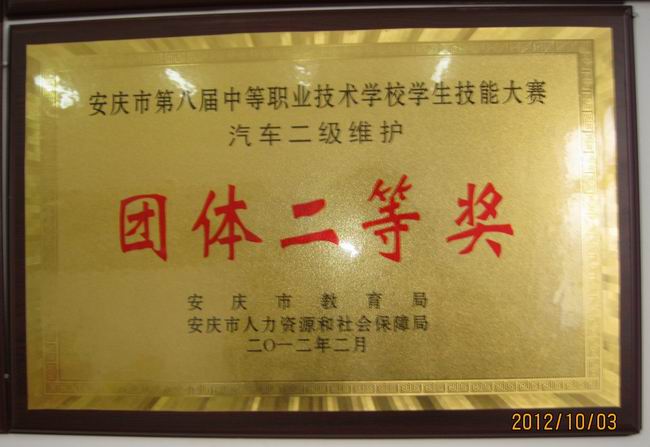 安庆市第八届中等职业技术学校学生技能大赛
汽车二级维护
团体二等奖
安庆市教育局
安庆市人力资源和社会保障局
二〇一二年二月
2012/10/03